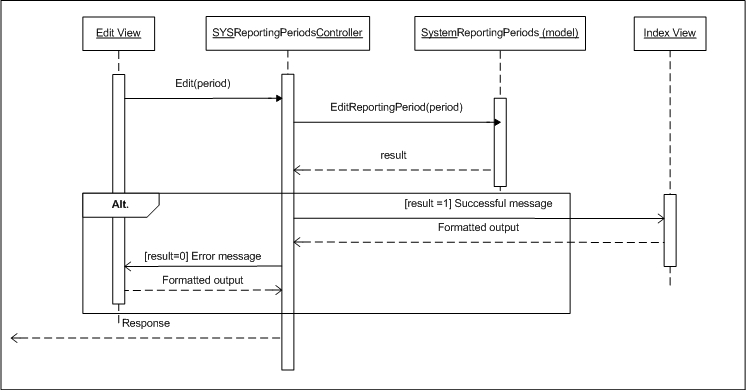 Edit View
SYSReportingPeriodsController
SystemReportingPeriods (model)
Index View
Edit(period)
EditReportingPeriod(period)
result
Alt.
[result =1] Successful message
Formatted output
[result=0] Error message
Formatted output
Response